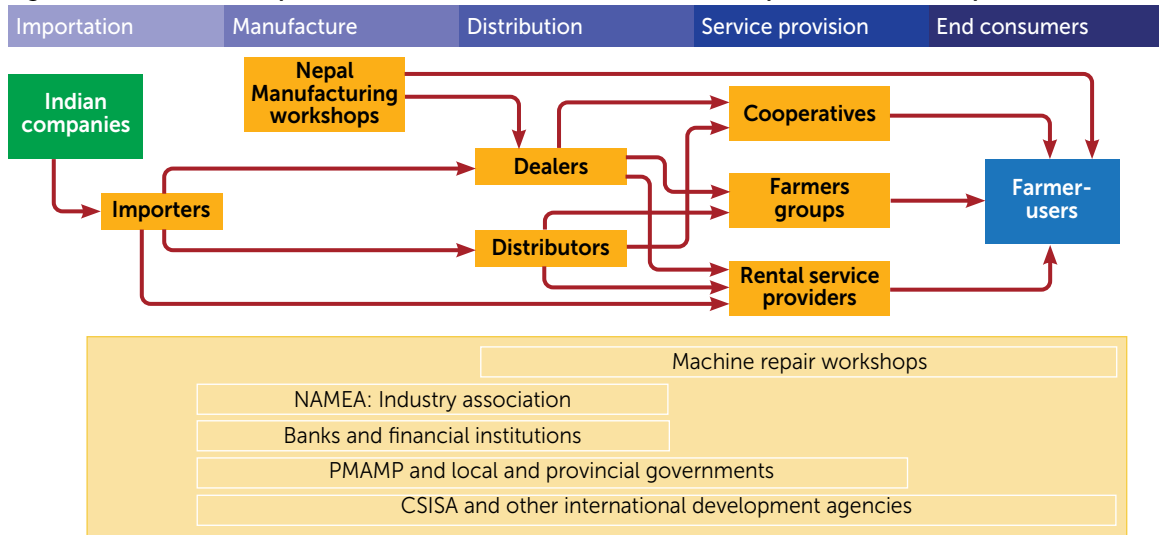 Importation
Manufacture
Distribution
Service provision
End consumers
Indian
companies
Nepal
Manufacturing
workshops
Importers
Dealers
Distributors
Cooperatives
Farmers
groups
Rental service
providers
Farmer-
users
Machine repair workshops
NAMEA: Industry association
Banks and financial institutions
PMAMP and local and provincial governments
CSISA and other international development agencies